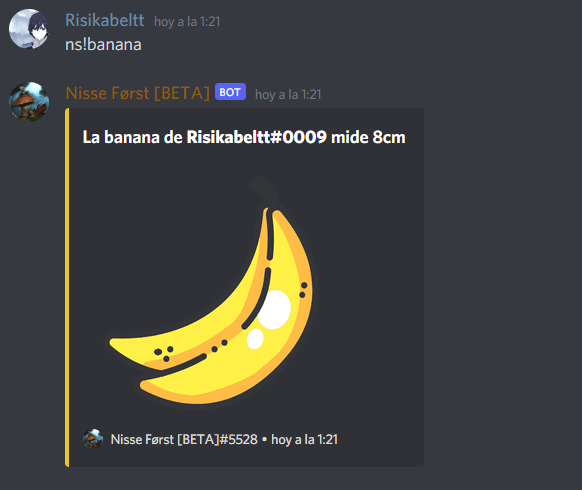 Risikabeltt hoy a la 1:21
ns!banana
Nisse Først [BETA] BOT hoy a la 1:21
La banana de Risikabeltt#0009 mide 8cm
Nisse Først [BETA]#5528 • hoy a la 1:21